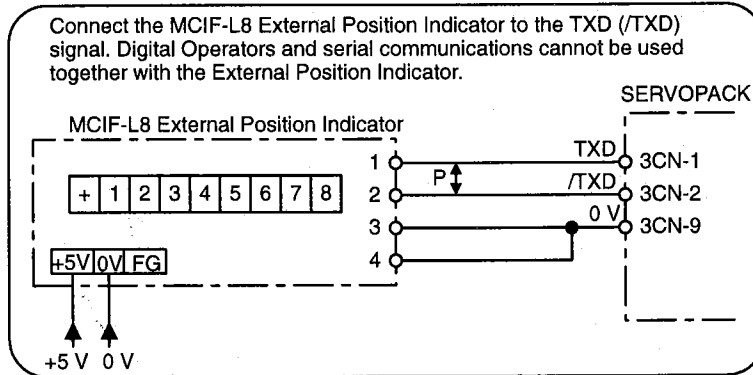 Connect the MCIF-L8 External Position Indicator to the TXD (/TXD)
signal. Digital Operators and serial communications cannot be used
together with the External Position Indicator.
SERVOPACK
MCIF-L8 External Position Indicator
1 TXD 3CN-1
+ 1 2 3 4 5 6 7 8
P
2 /TXD 3CN-2
3 0 V 3CN-9
+5V 0V FG
4
+5 V 0 V